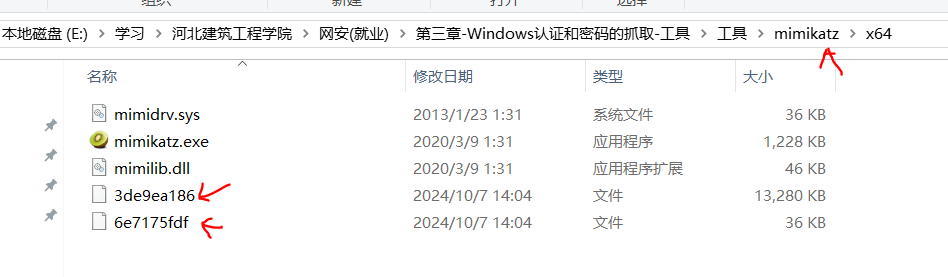 组织 打开 选择
本地磁盘 (E:) > 学习 > 河北建筑工程学院 > 网安(就业) > 第三章-Windows认证和密码的抓取-工具 > 工具 > mimikatz > x64
名称 修改日期 类型 大小
mimidrv.sys 2013/1/23 1:31 系统文件 36 KB
mimikatz.exe 2020/3/9 1:31 应用程序 1,228 KB
mimilib.dll 2020/3/9 1:31 应用程序扩展 46 KB
3de9ea186 2024/10/7 14:04 文件 13,280 KB
6e7175fdf 2024/10/7 14:04 文件 36 KB